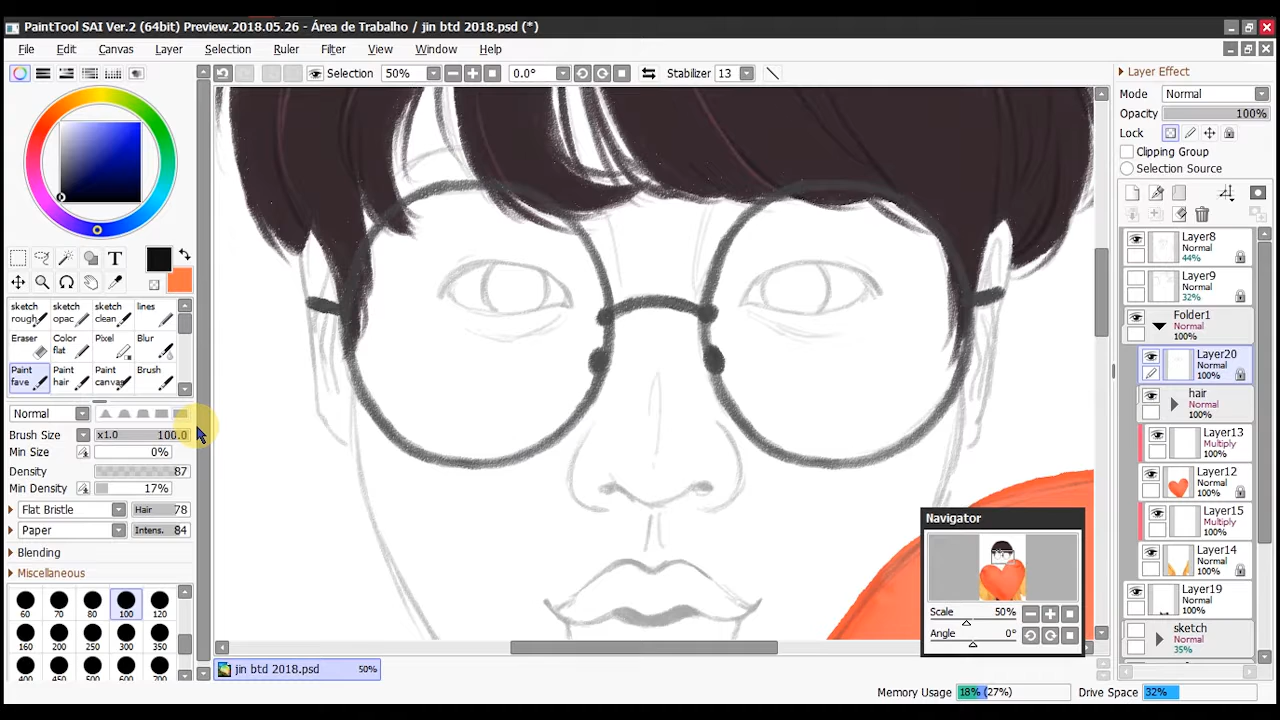 PaintTool SAI Ver.2 (64bit) Preview.2018.05.26 - Área de Trabalho / jin btd 2018.psd (*)
File Edit Canvas Layer Selection Ruler Filter View Window Help
Selection 50% 0.0° Stabilizer 13
Layer Effect
Mode Normal
Opacity 100%
Lock
Clipping Group
Selection Source
T
sketch rough
sketch opac
sketch clean
lines
Eraser
Color flat
Pixel
Blur
Paint fave
Paint hair
Paint canvas
Brush
Normal
Brush Size x1.0 100.0
Min Size 0%
Density 87
Min Density 17%
Flat Bristle Hair 78
Paper Intens. 84
Blending
Miscellaneous
60 70 80 100 120
160 200 250 300 350
400 450 500 600 700
Layer8
Normal
44%
Layer9
Normal
32%
Folder1
Normal
100%
Layer20
Normal
100%
hair
Normal
100%
Layer13
Multiply
100%
Layer12
Normal
100%
Layer15
Multiply
100%
Layer14
Normal
100%
Layer19
Normal
100%
sketch
Normal
35%
Navigator
Scale 50%
Angle 0°
jin btd 2018.psd 50%
Memory Usage 18% (27%) Drive Space 32%